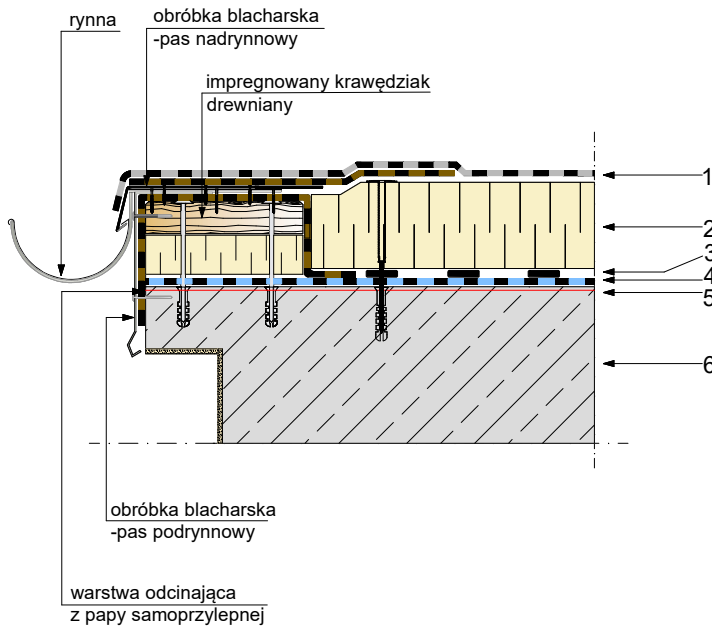 rynna
obróbka blacharska
-pas nadrynnowy
impregnowany krawędziak
drewniany
1
2
3
4
5
6
obróbka blacharska
-pas podrynnowy
warstwa odcinająca
z papy samoprzylepnej